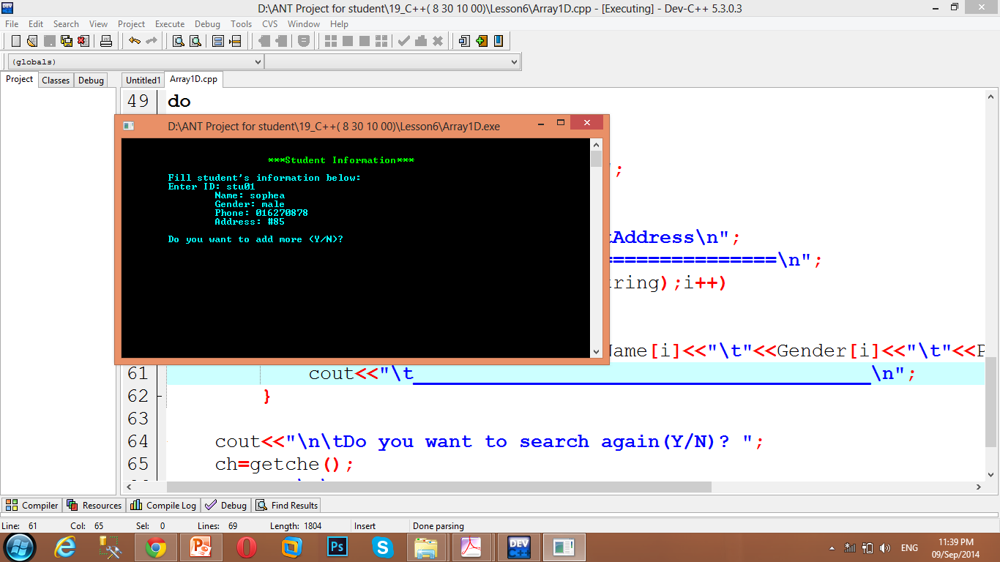 D:\ANT Project for student\19_C++( 8 30 10 00)\Lesson6\Array1D.cpp - [Executing] - Dev-C++ 5.3.0.3
File Edit Search View Project Execute Debug Tools CVS Window Help
(globals)
Project Classes Debug Untitled1 Array1D.cpp
49 do
D:\ANT Project for student\19_C++( 8 30 10 00)\Lesson6\Array1D.exe
***Student Information***
Fill student's information below:
Enter ID: stu01
Name: sophea
Gender: male
Phone: 016270878
Address: #85
Do you want to add more (Y/N)?
";
Address\n";
===============\n";
ring);i++)
Name[i]<<"\t"<<Gender[i]<<"\t"<<P
61 cout<<"\t________________________________________\n";
62 }
63
64 cout<<"\n\tDo you want to search again(Y/N)? ";
65 ch=getche();
Compiler Resources Compile Log Debug Find Results
Line: 61 Col: 65 Sel: 0 Lines: 69 Length: 1804 Insert Done parsing
Ps DEV C++ ENG 11:39 PM
09/Sep/2014